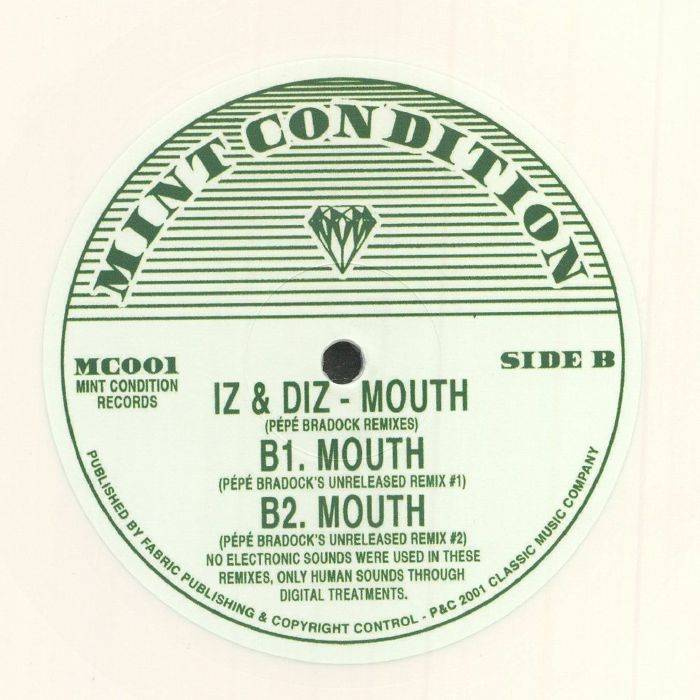 MINT CONDITION
MC001
MINT CONDITION
RECORDS
SIDE B
IZ & DIZ - MOUTH
(PÉPÉ BRADOCK REMIXES)
B1. MOUTH
(PÉPÉ BRADOCK'S UNRELEASED REMIX #1)
B2. MOUTH
(PÉPÉ BRADOCK'S UNRELEASED REMIX #2)
NO ELECTRONIC SOUNDS WERE USED IN THESE
REMIXES, ONLY HUMAN SOUNDS THROUGH
DIGITAL TREATMENTS.
PUBLISHED BY FABRIC PUBLISHING & COPYRIGHT CONTROL - P&C 2001 CLASSIC MUSIC COMPANY